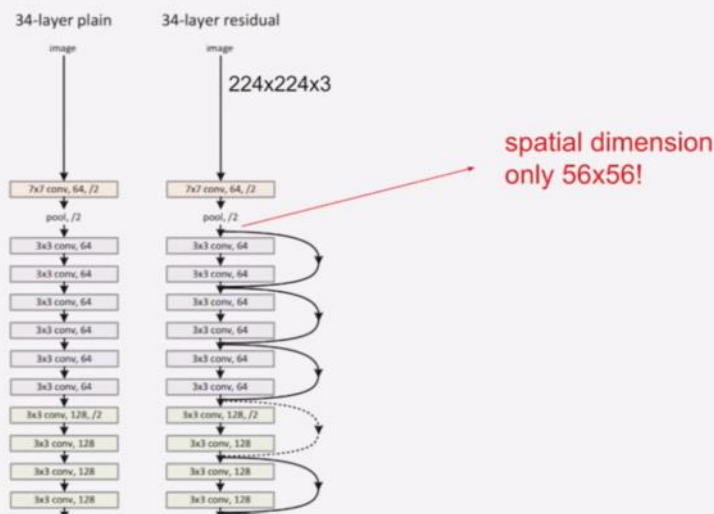 34-layer plain
34-layer residual
image
image
224x224x3
spatial dimension
only 56x56!
7x7 conv, 64, /2
7x7 conv, 64, /2
pool, /2
pool, /2
3x3 conv, 64
3x3 conv, 64
3x3 conv, 64
3x3 conv, 64
3x3 conv, 64
3x3 conv, 64
3x3 conv, 64
3x3 conv, 64
3x3 conv, 64
3x3 conv, 64
3x3 conv, 64
3x3 conv, 64
3x3 conv, 128, /2
3x3 conv, 128, /2
3x3 conv, 128
3x3 conv, 128
3x3 conv, 128
3x3 conv, 128
3x3 conv, 128
3x3 conv, 128